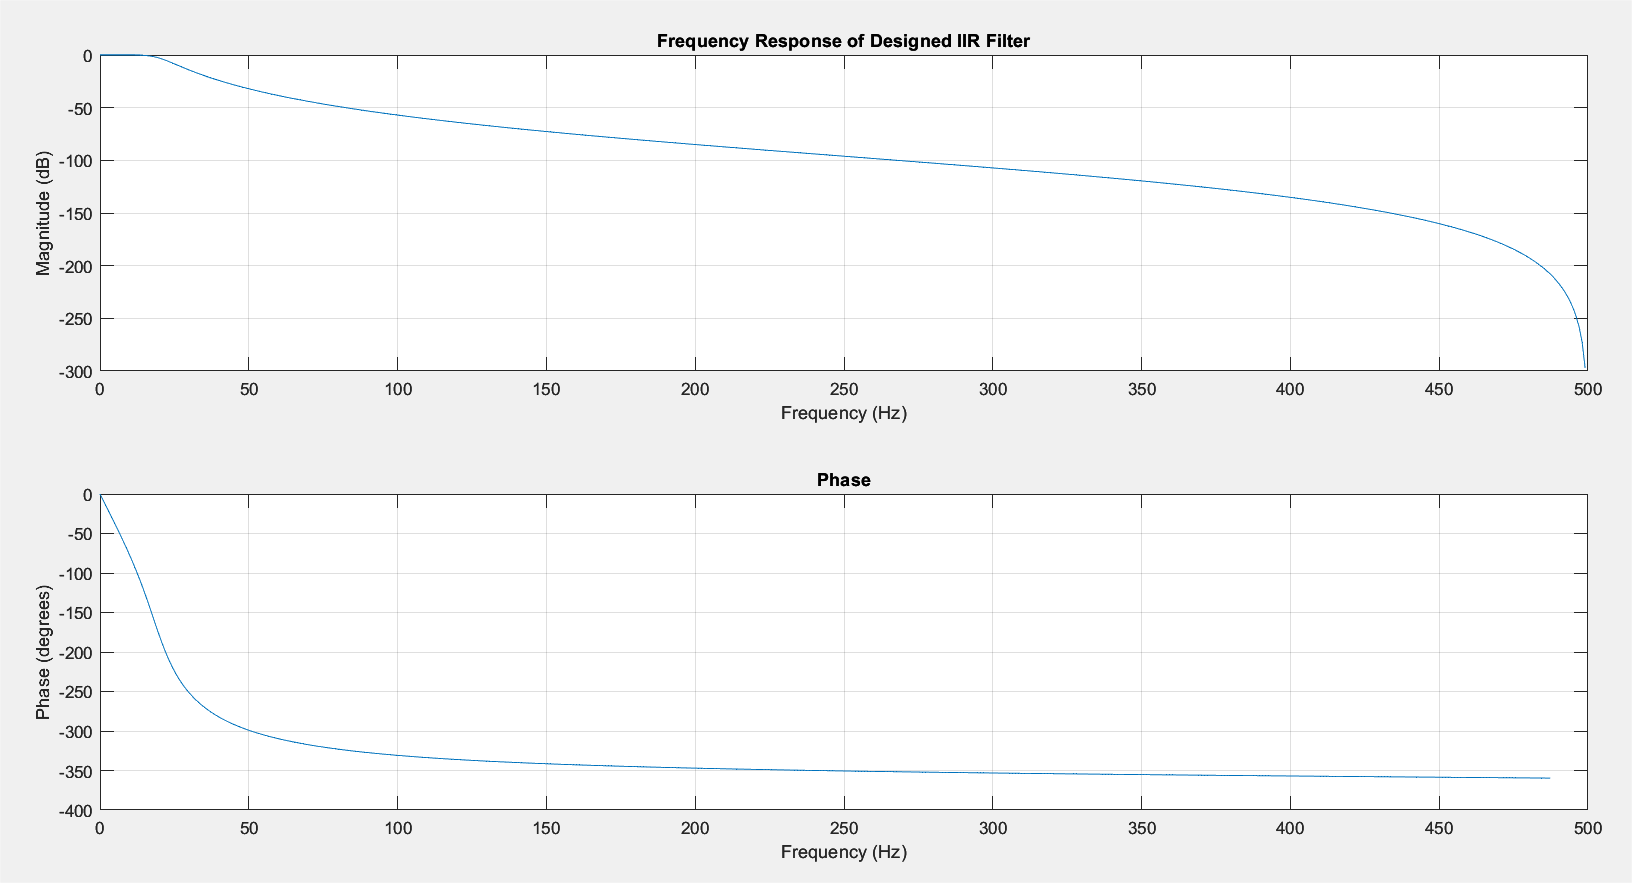 Frequency Response of Designed IIR Filter
Magnitude (dB)
0
-50
-100
-150
-200
-250
-300
0 50 100 150 200 250 300 350 400 450 500
Frequency (Hz)
Phase
Phase (degrees)
0
-50
-100
-150
-200
-250
-300
-350
-400
0 50 100 150 200 250 300 350 400 450 500
Frequency (Hz)